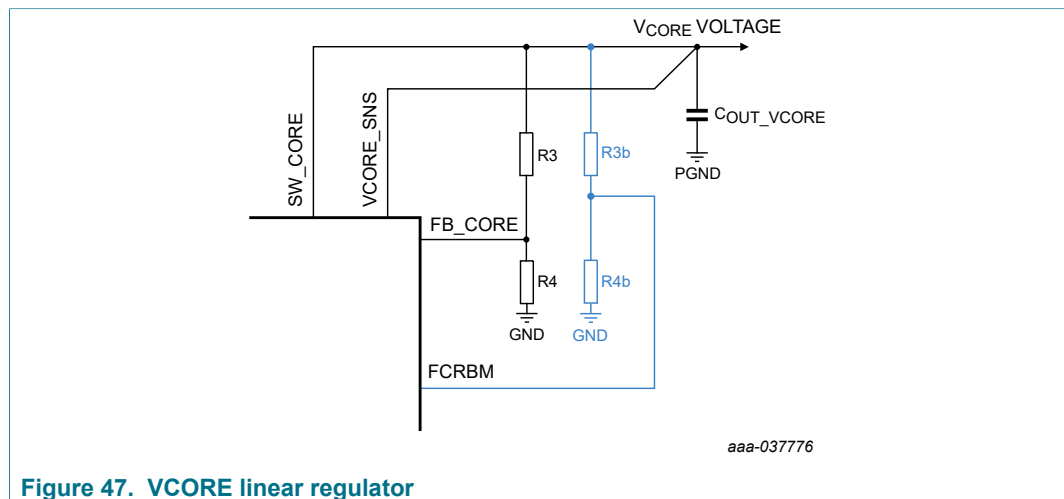 VCORE VOLTAGE
SW_CORE
VCORE_SNS
COUT_VCORE
R3
R3b
PGND
FB_CORE
R4
R4b
GND
GND
FCRBM
aaa-037776
Figure 47. VCORE linear regulator